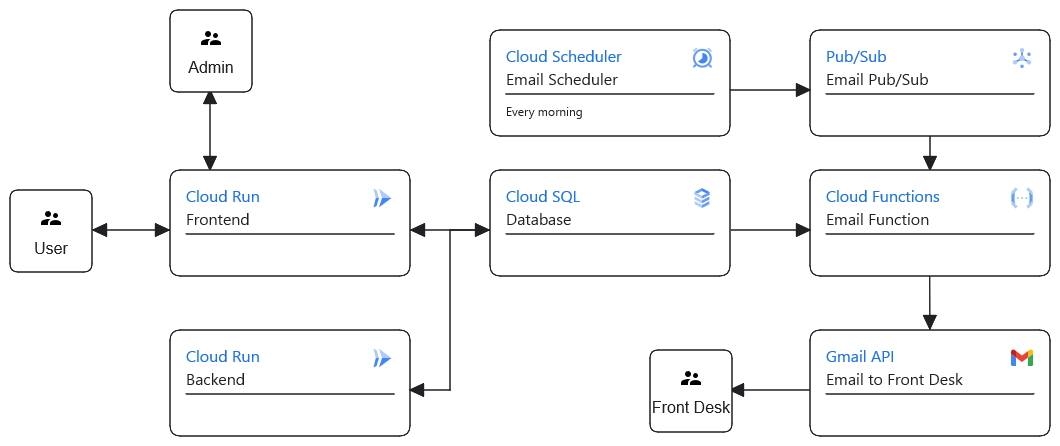 Admin
Cloud Scheduler
Email Scheduler
Every morning
Pub/Sub
Email Pub/Sub
User
Cloud Run
Frontend
Cloud SQL
Database
Cloud Functions
Email Function
Cloud Run
Backend
Front Desk
Gmail API
Email to Front Desk